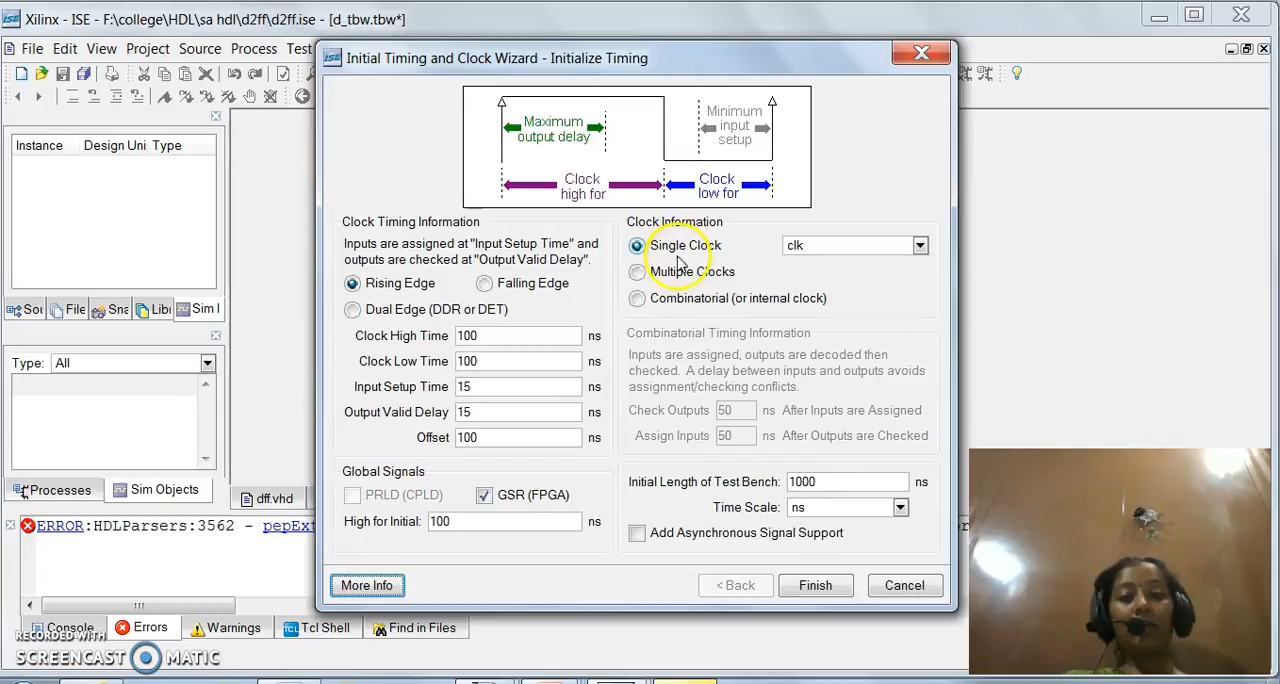 Xilinx - ISE - F:\college\HDL\sa hdl\d2ff\d2ff.ise - [d_tbw.tbw*]
File Edit View Project Source Process Test
Initial Timing and Clock Wizard - Initialize Timing
Maximum
output delay
Minimum
input
setup
Clock
high for
Clock
low for
Instance Design Uni Type
Clock Timing Information
Inputs are assigned at "Input Setup Time" and
outputs are checked at "Output Valid Delay".
Rising Edge Falling Edge
Dual Edge (DDR or DET)
Clock High Time 100 ns
Clock Low Time 100 ns
Input Setup Time 15 ns
Output Valid Delay 15 ns
Offset 100 ns
Global Signals
PRLD (CPLD) GSR (FPGA)
High for Initial: 100 ns
Clock Information
Single Clock clk
Multiple Clocks
Combinatorial (or internal clock)
Combinatorial Timing Information
Inputs are assigned, outputs are decoded then
checked. A delay between inputs and outputs avoids
assignment/checking conflicts.
Check Outputs 50 ns After Inputs are Assigned
Assign Inputs 50 ns After Outputs are Checked
Initial Length of Test Bench: 1000 ns
Time Scale: ns
Add Asynchronous Signal Support
More Info < Back Finish Cancel
Sou File Sna Libr Sim
Type: All
Processes Sim Objects
dff.vhd
ERROR:HDLParsers:3562 - pepExt
Console Errors Warnings Tcl Shell Find in Files
RECORDED WITH
SCREENCAST MATIC